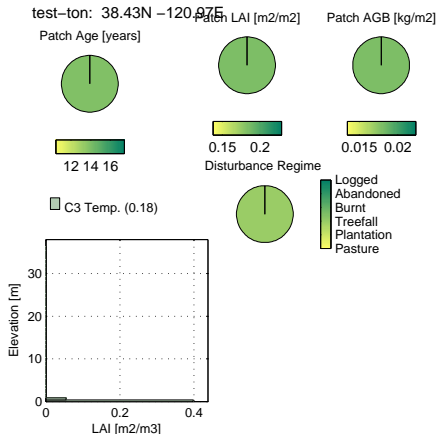 test-ton: 38.43N -120.97E
Patch Age [years]
Patch LAI [m2/m2]
Patch AGB [kg/m2]
12 14 16
0.15 0.2
0.015 0.02
Disturbance Regime
Logged
Abandoned
Burnt
Treefall
Plantation
Pasture
C3 Temp. (0.18)
Elevation [m]
30
20
10
0
0 0.2 0.4
LAI [m2/m3]